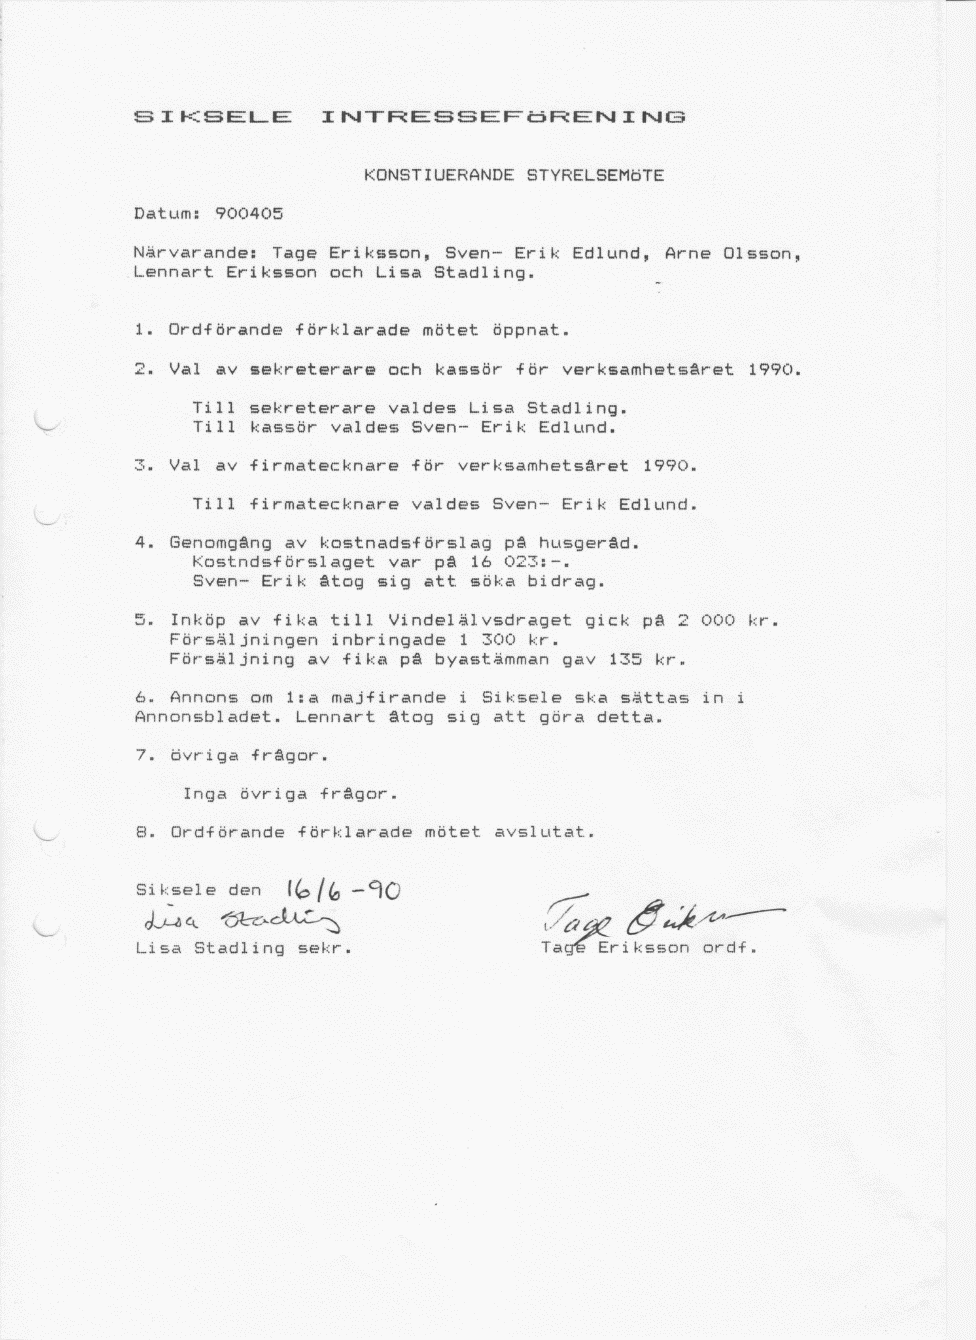 SIKSELE INTRESSEFöRENING
KONSTIUERANDE STYRELSEMöTE
Datum: 900405
Närvarande: Tage Eriksson, Sven- Erik Edlund, Arne Olsson,
Lennart Eriksson och Lisa Stadling.
1. Ordförande förklarade mötet öppnat.
2. Val av sekreterare och kassör för verksamhetsåret 1990.
Till sekreterare valdes Lisa Stadling.
Till kassör valdes Sven- Erik Edlund.
3. Val av firmatecknare för verksamhetsåret 1990.
Till firmatecknare valdes Sven- Erik Edlund.
4. Genomgång av kostnadsförslag på husgeråd.
Kostndsförslaget var på 16 023:-.
Sven- Erik åtog sig att söka bidrag.
5. Inköp av fika till Vindelälvsdraget gick på 2 000 kr.
Försäljningen inbringade 1 300 kr.
Försäljning av fika på byastämman gav 135 kr.
6. Annons om 1:a majfirande i Siksele ska sättas in i
Annonsbladet. Lennart åtog sig att göra detta.
7. övriga frågor.
Inga övriga frågor.
8. Ordförande förklarade mötet avslutat.
Siksele den 16/6 -90
Lisa Stadling Tage Eriksson
Lisa Stadling sekr. Tage Eriksson ordf.